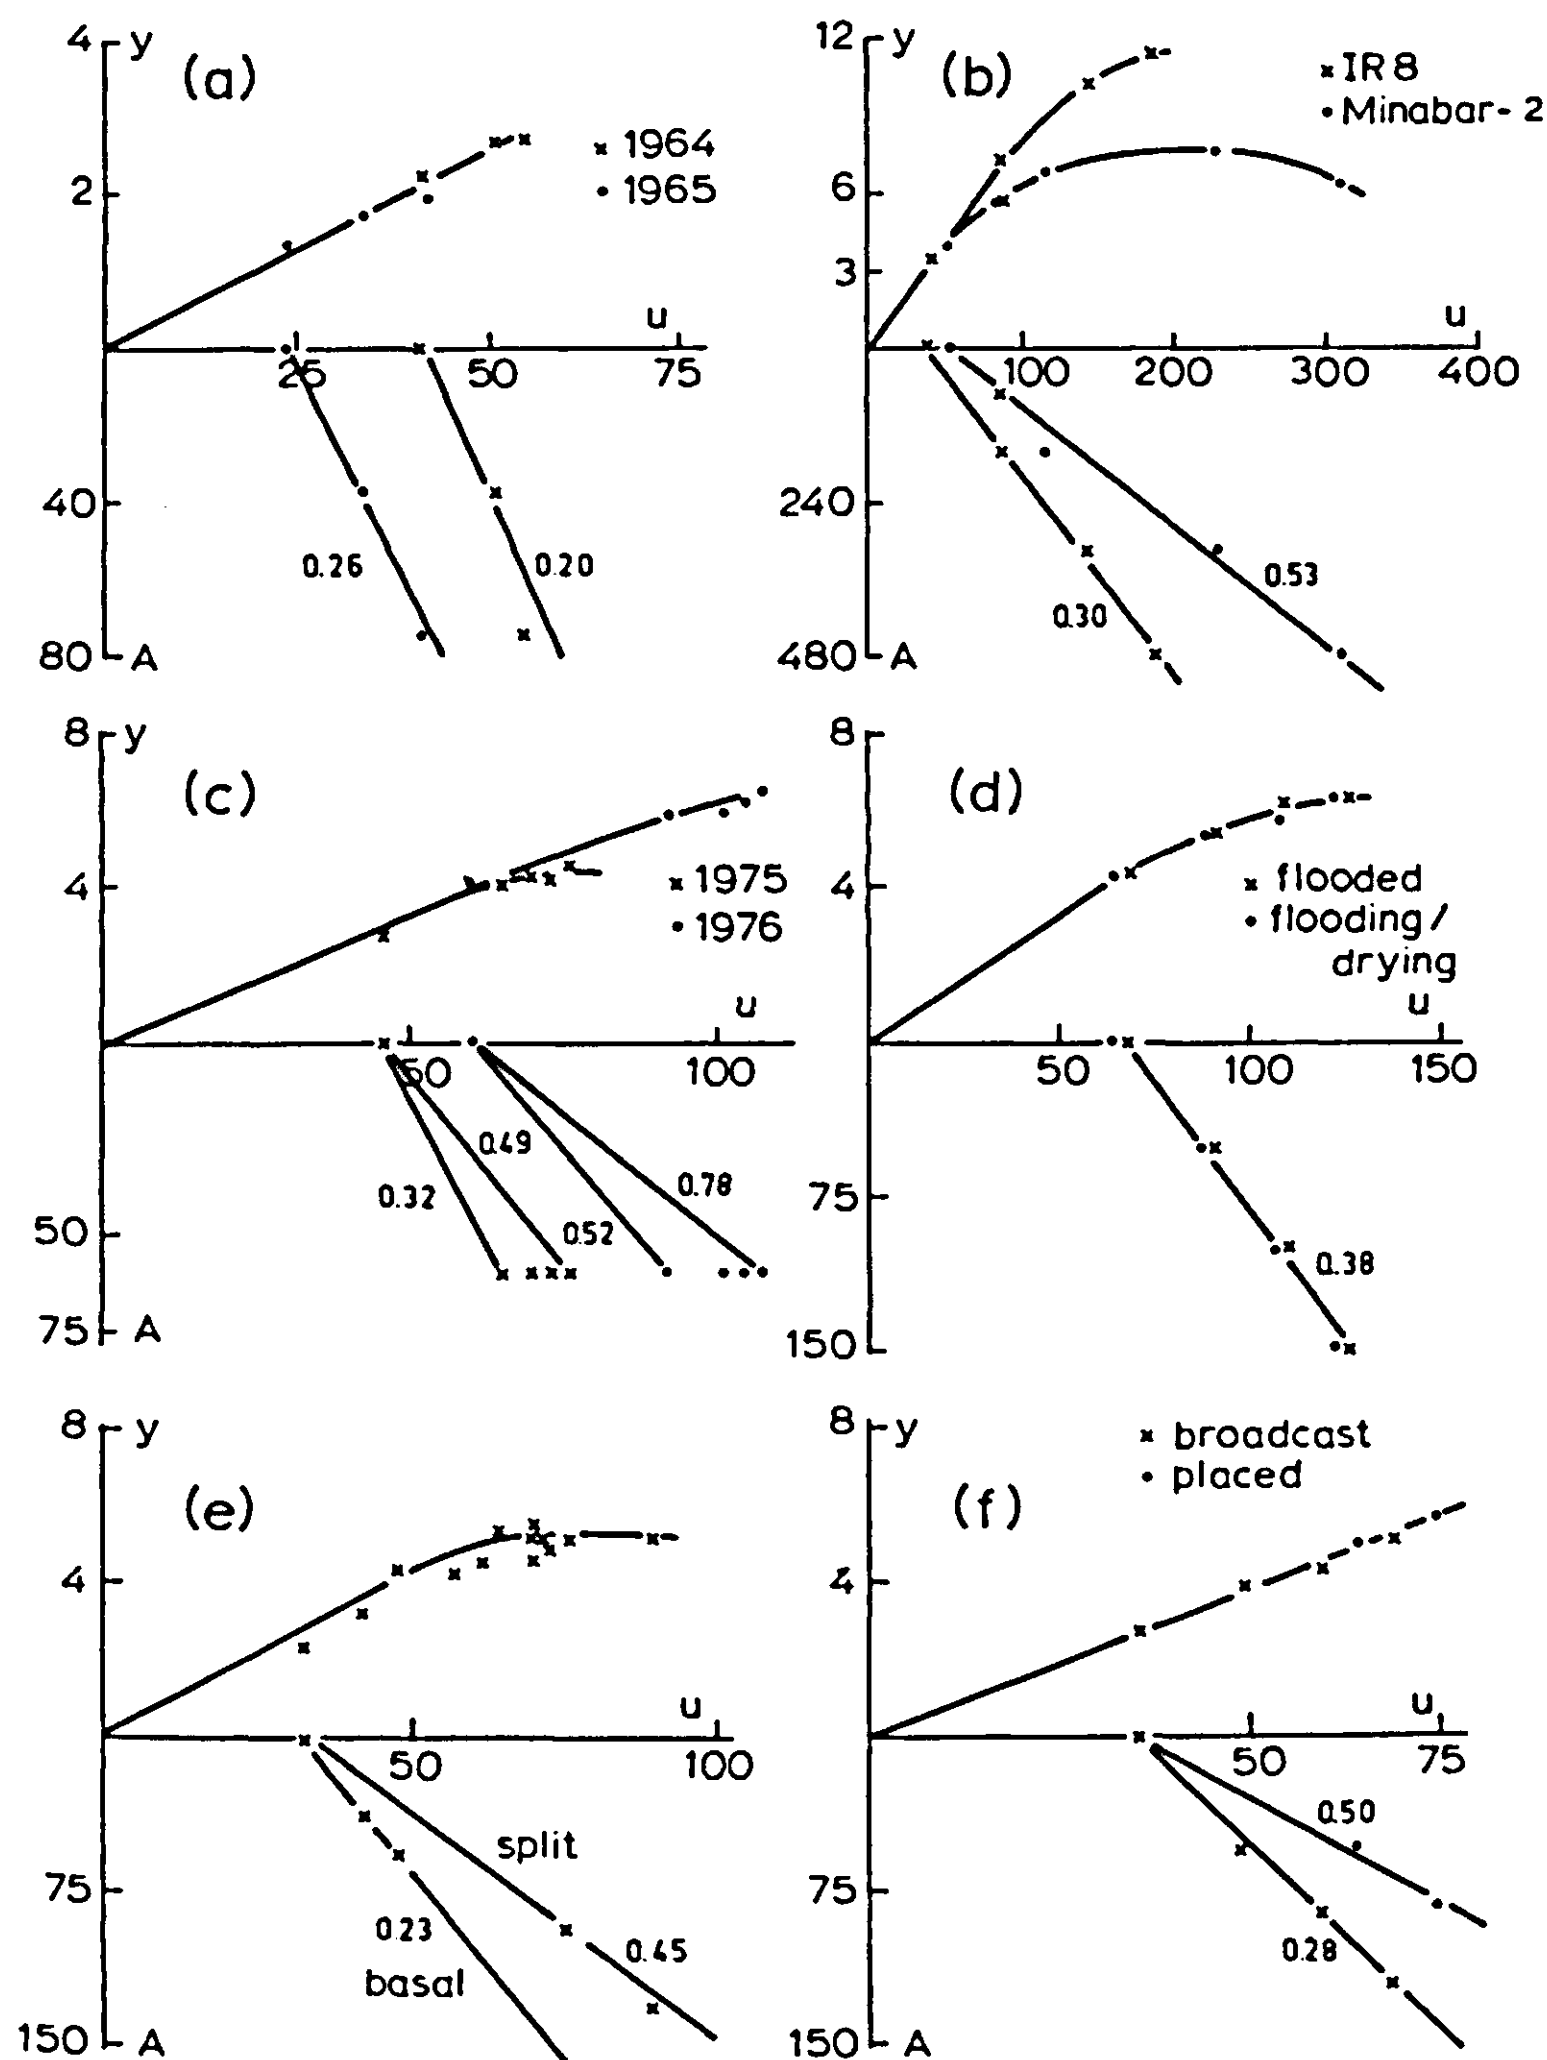 4 y
(a)
x 1964
• 1965
2
u
25 50 75
40
0.26
0.20
80 A
12 y
(b)
x IR8
• Minabar-2
6
3
u
100 200 300 400
240
0.53
0.30
480 A
8 y
(c)
4
x 1975
• 1976
u
50 100
0.49
0.32
0.78
0.52
50
75 A
8
(d)
4
x flooded
• flooding/
drying
u
50 100 150
75
0.38
150
8 y
(e)
4
u
50 100
split
75
0.23
0.45
basal
150 A
8 y
x broadcast
• placed
(f)
4
u
50 75
0.50
75
0.28
150 A